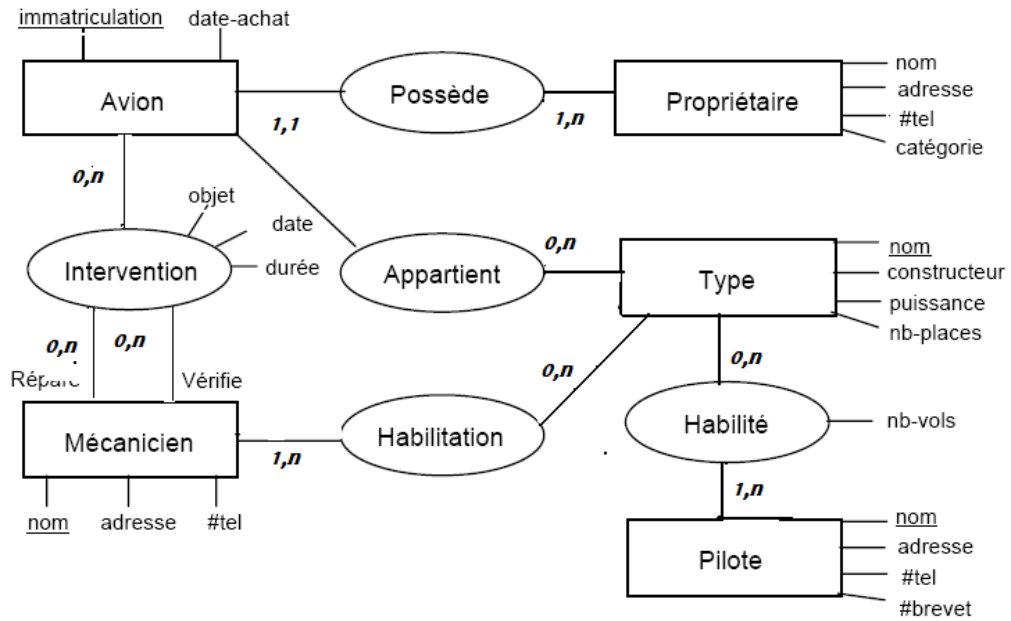 immatriculation date-achat
Avion
Possède
Propriétaire
nom
adresse
#tel
catégorie
1,1
1,n
0,n
objet
date
durée
Intervention
Appartient
0,n
Type
nom
constructeur
puissance
nb-places
0,n
0,n
Vérifie
0,n
0,n
Mécanicien
1,n
Habilitation
Habilité
nb-vols
nom adresse #tel
1,n
Pilote
nom
adresse
#tel
#brevet